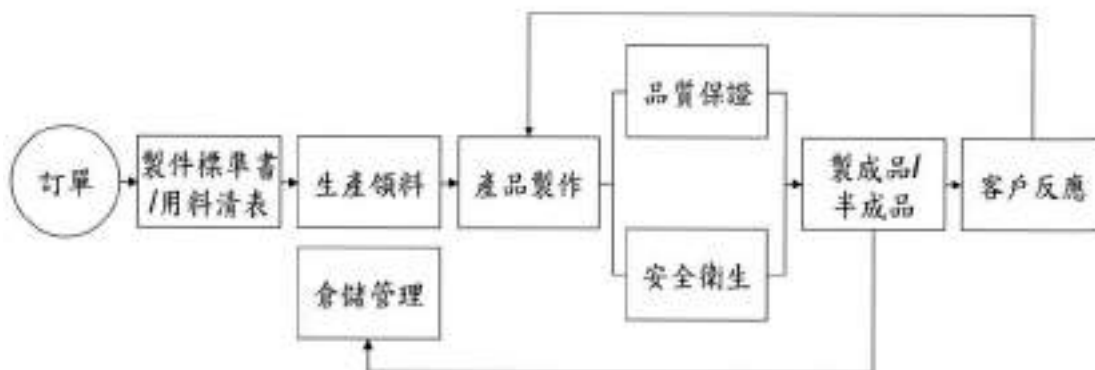 品質保證
訂單
製件標準書
/用料清表
生產領料
產品製作
製成品/
半成品
客戶反應
倉儲管理
安全衛生